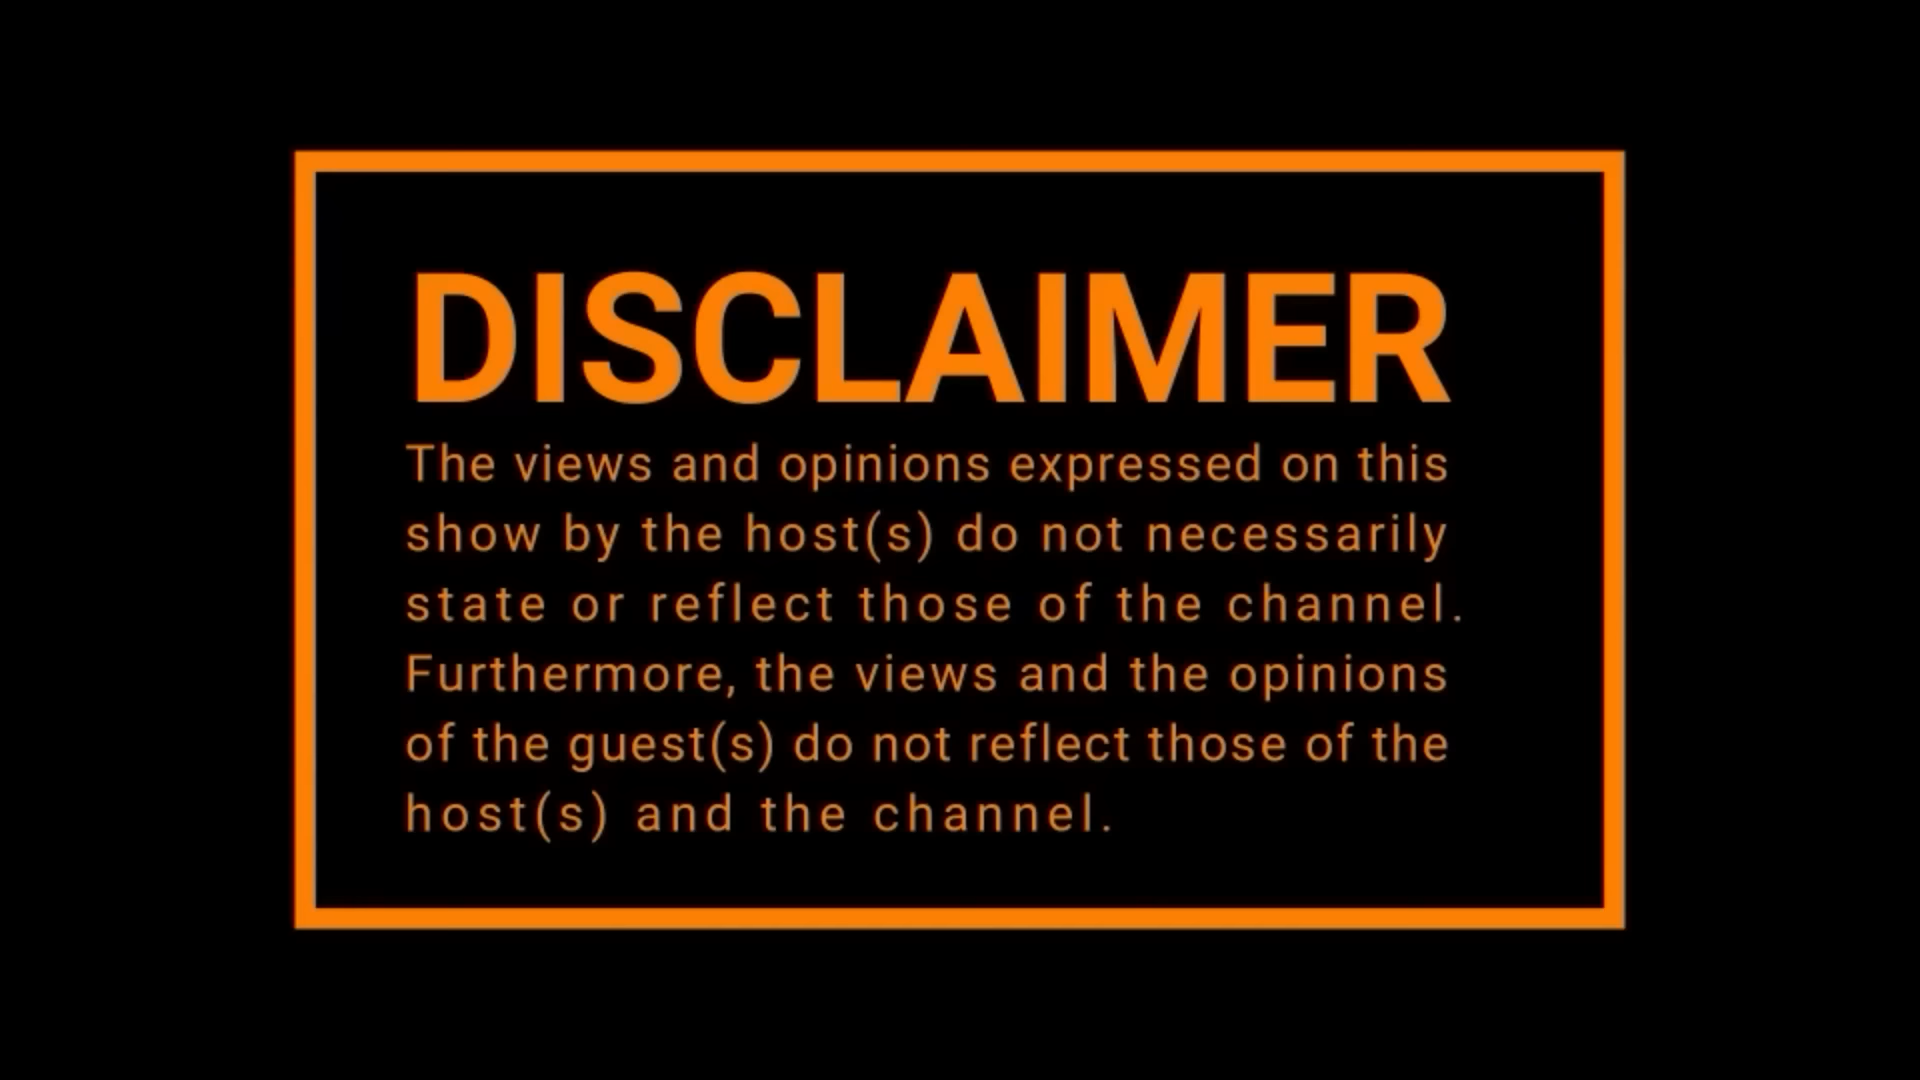 DISCLAIMER
The views and opinions expressed on this
show by the host(s) do not necessarily
state or reflect those of the channel.
Furthermore, the views and the opinions
of the guest(s) do not reflect those of the
host(s) and the channel.